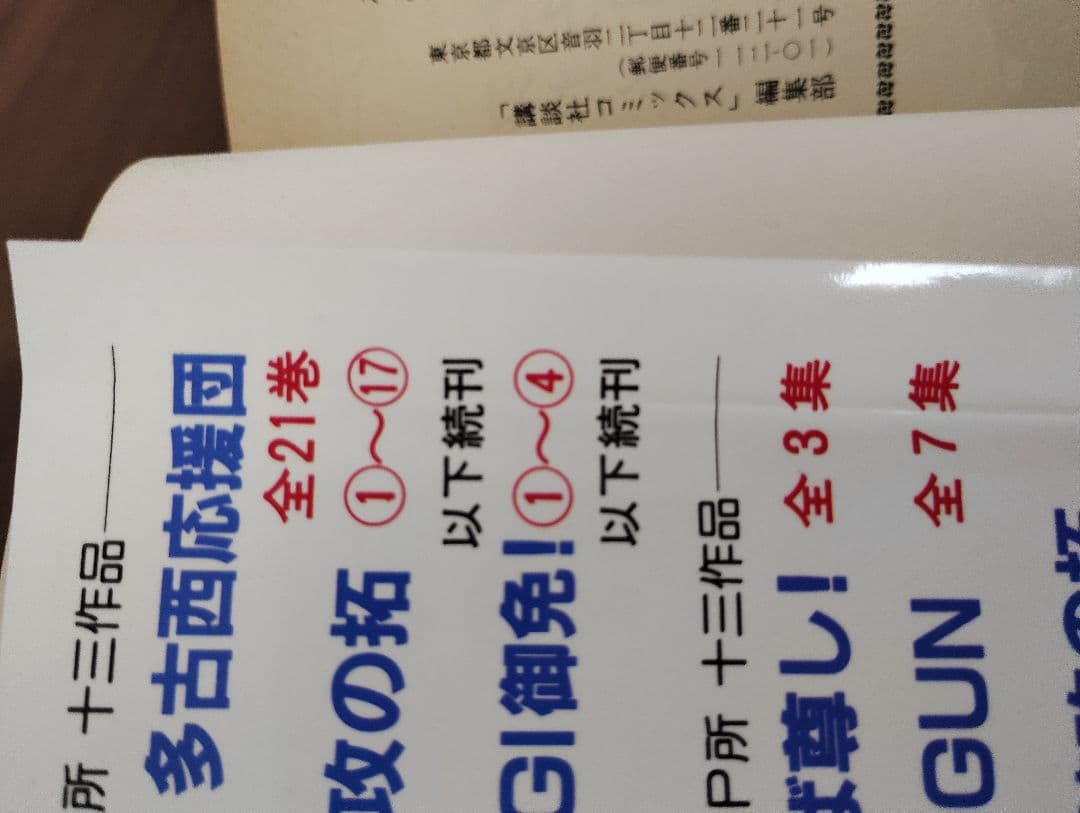 東京都文京区音羽二丁目十二番二十一号
（郵便番号一一二‐〇一）
「講談社コミックス」編集部
所 十三作品
多古西応援団
全21巻
攻の拓 ①〜⑰
以下続刊
GI御免!①〜④
以下続刊
P所 十三作品
ば尊し! 全3集
GUN 全7集